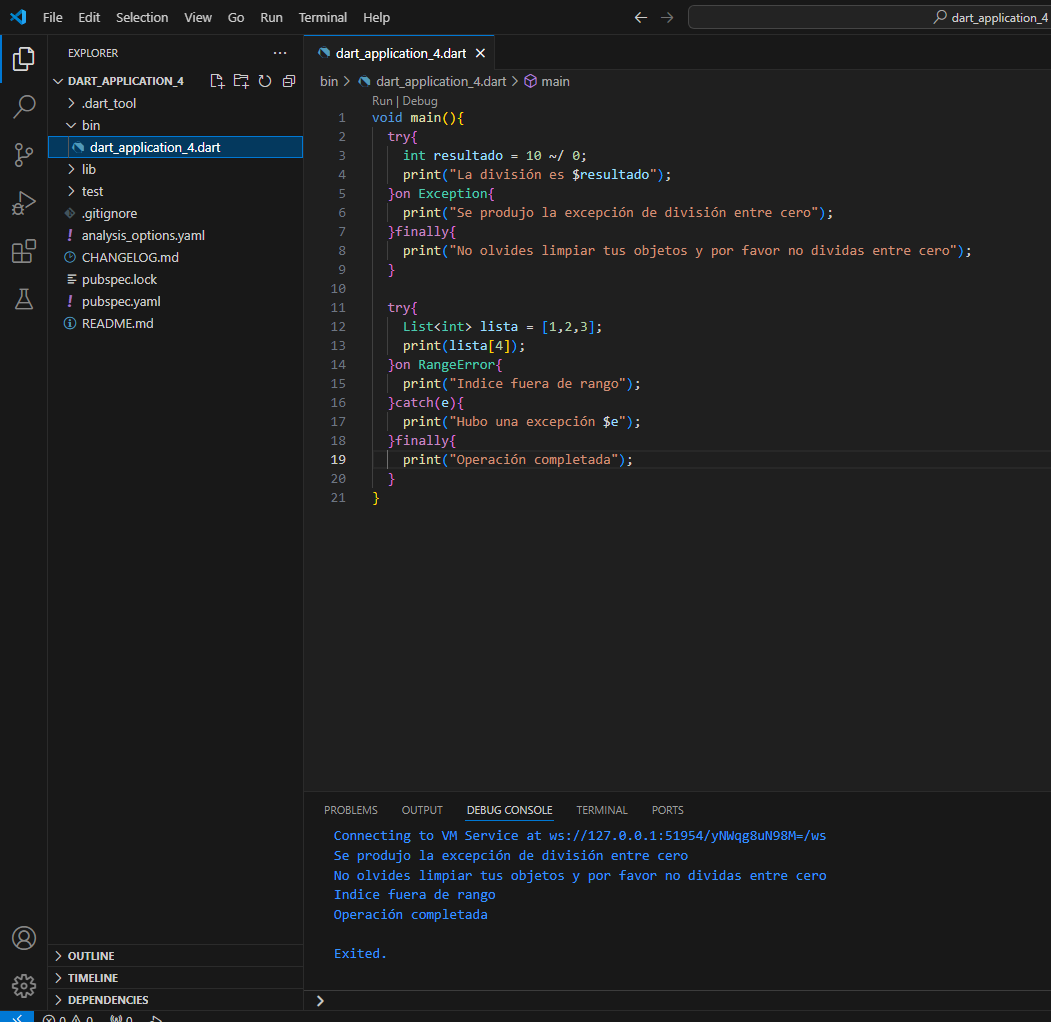 File Edit Selection View Go Run Terminal Help
dart_application_4
EXPLORER
DART_APPLICATION_4
.dart_tool
bin
dart_application_4.dart
lib
test
.gitignore
analysis_options.yaml
CHANGELOG.md
pubspec.lock
pubspec.yaml
README.md
OUTLINE
TIMELINE
DEPENDENCIES
0 0 0
dart_application_4.dart
bin > dart_application_4.dart > main
Run | Debug
1 void main(){
2 try{
3 int resultado = 10 ~/ 0;
4 print("La división es $resultado");
5 }on Exception{
6 print("Se produjo la excepción de división entre cero");
7 }finally{
8 print("No olvides limpiar tus objetos y por favor no dividas entre cero");
9 }
10
11 try{
12 List<int> lista = [1,2,3];
13 print(lista[4]);
14 }on RangeError{
15 print("Indice fuera de rango");
16 }catch(e){
17 print("Hubo una excepción $e");
18 }finally{
19 print("Operación completada");
20 }
21 }
PROBLEMS OUTPUT DEBUG CONSOLE TERMINAL PORTS
Connecting to VM Service at ws://127.0.0.1:51954/yNWqg8uN98M=/ws
Se produjo la excepción de división entre cero
No olvides limpiar tus objetos y por favor no dividas entre cero
Indice fuera de rango
Operación completada
Exited.